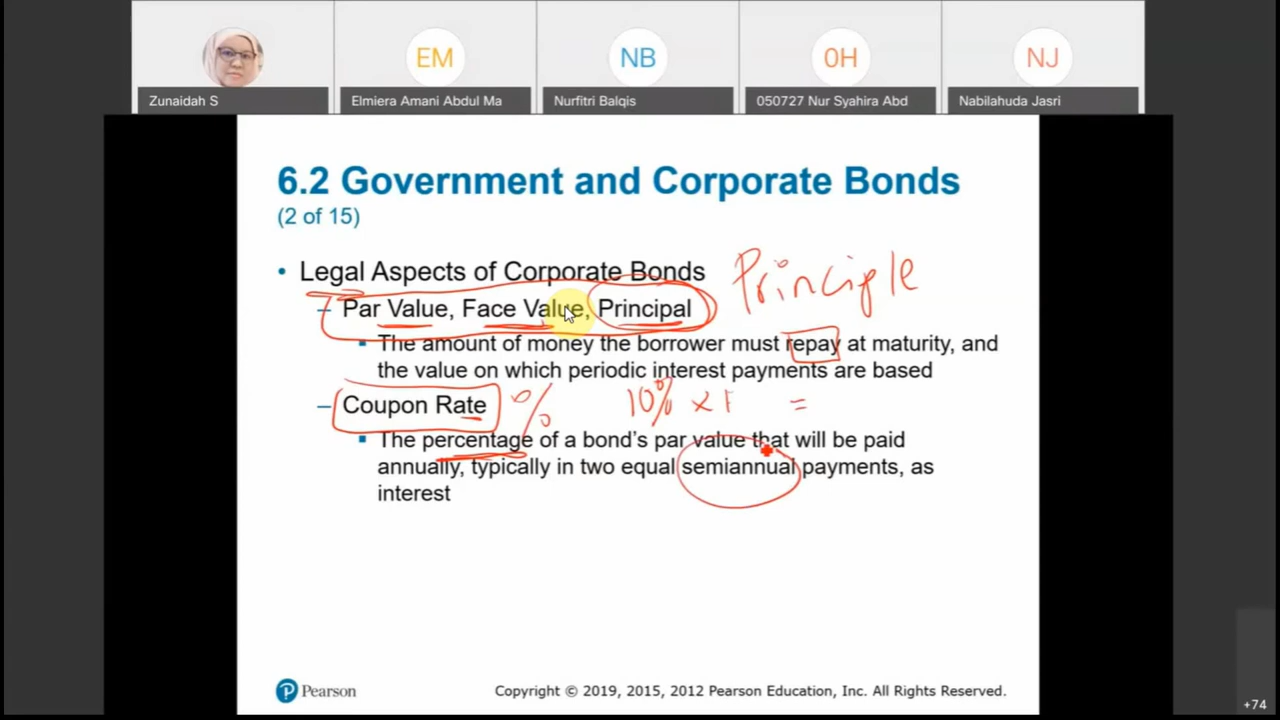 EM
NB
0H
NJ
Zunaidah S
Elmiera Amani Abdul Ma
Nurfitri Balqis
050727 Nur Syahira Abd
Nabilahuda Jasri
6.2 Government and Corporate Bonds
(2 of 15)
• Legal Aspects of Corporate Bonds
Principle
– Par Value, Face Value, Principal
▪ The amount of money the borrower must repay at maturity, and
the value on which periodic interest payments are based
– Coupon Rate % 10% x =
▪ The percentage of a bond's par value that will be paid
annually, typically in two equal semiannual payments, as
interest
P Pearson
Copyright © 2019, 2015, 2012 Pearson Education, Inc. All Rights Reserved.
+74